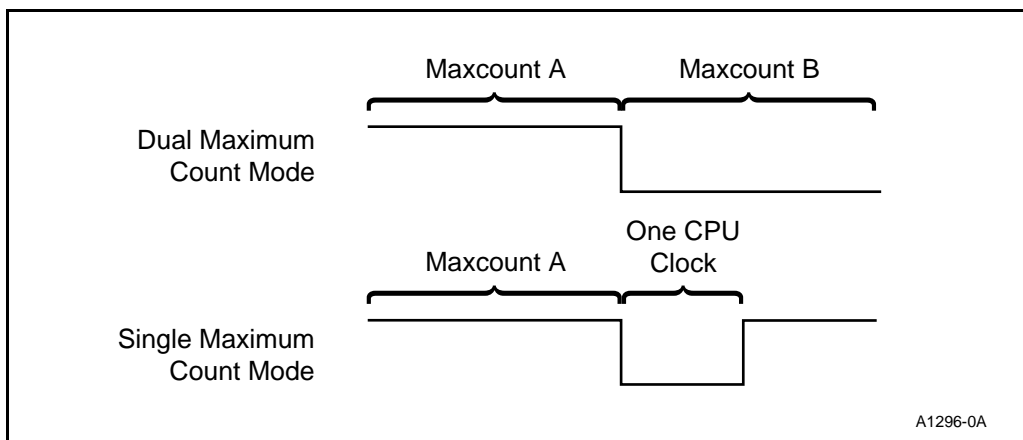 Maxcount A
Maxcount B
Dual Maximum
Count Mode
One CPU
Clock
Maxcount A
Single Maximum
Count Mode
A1296-0A